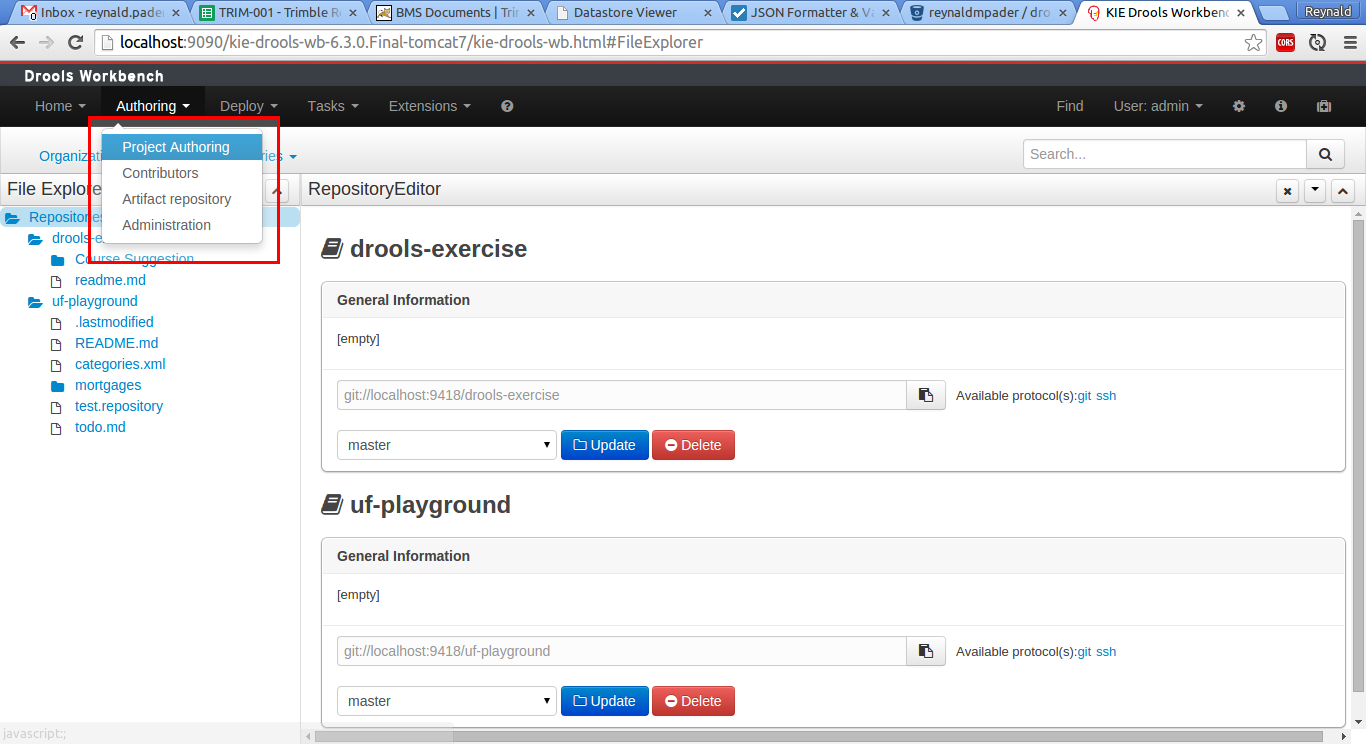 Inbox - reynald.pader
TRIM-001 - Trimble R
BMS Documents | Trin
Datastore Viewer
JSON Formatter & Va
reynaldmpader / dro
KIE Drools Workbenc
Reynald
localhost:9090/kie-drools-wb-6.3.0.Final-tomcat7/kie-drools-wb.html#FileExplorer
CORS
Drools Workbench
Home Authoring Deploy Tasks Extensions Find User: admin
Project Authoring
Contributors
Artifact repository
Administration
Organizati ries
Search...
File Explore RepositoryEditor
Repositories
drools-e
Course Suggestion
readme.md
uf-playground
.lastmodified
README.md
categories.xml
mortgages
test.repository
todo.md
drools-exercise
General Information
[empty]
git://localhost:9418/drools-exercise Available protocol(s):git ssh
master Update Delete
uf-playground
General Information
[empty]
git://localhost:9418/uf-playground Available protocol(s):git ssh
master Update Delete
javascript:;